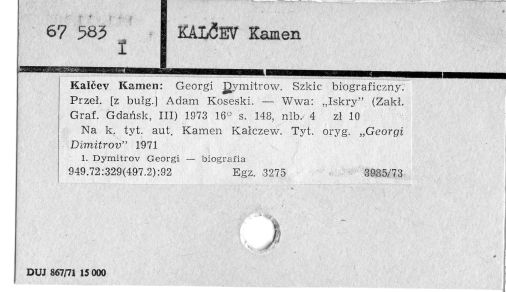 67 583
I
KALČEV Kamen
Kalčev Kamen: Georgi Dymitrow. Szkic biograficzny.
Przeł. [z bułg.] Adam Koseski. — Wwa: „Iskry” (Zakł.
Graf. Gdańsk, III) 1973 16° s. 148, nlb. 4 zł 10
Na k. tyt. aut. Kamen Kałczew. Tyt. oryg. „Georgi
Dimitrov” 1971
1. Dymitrov Georgi — biografia
949.72:329(497.2):92 Egz. 3275 3985/73
DUJ 867/71 15 000